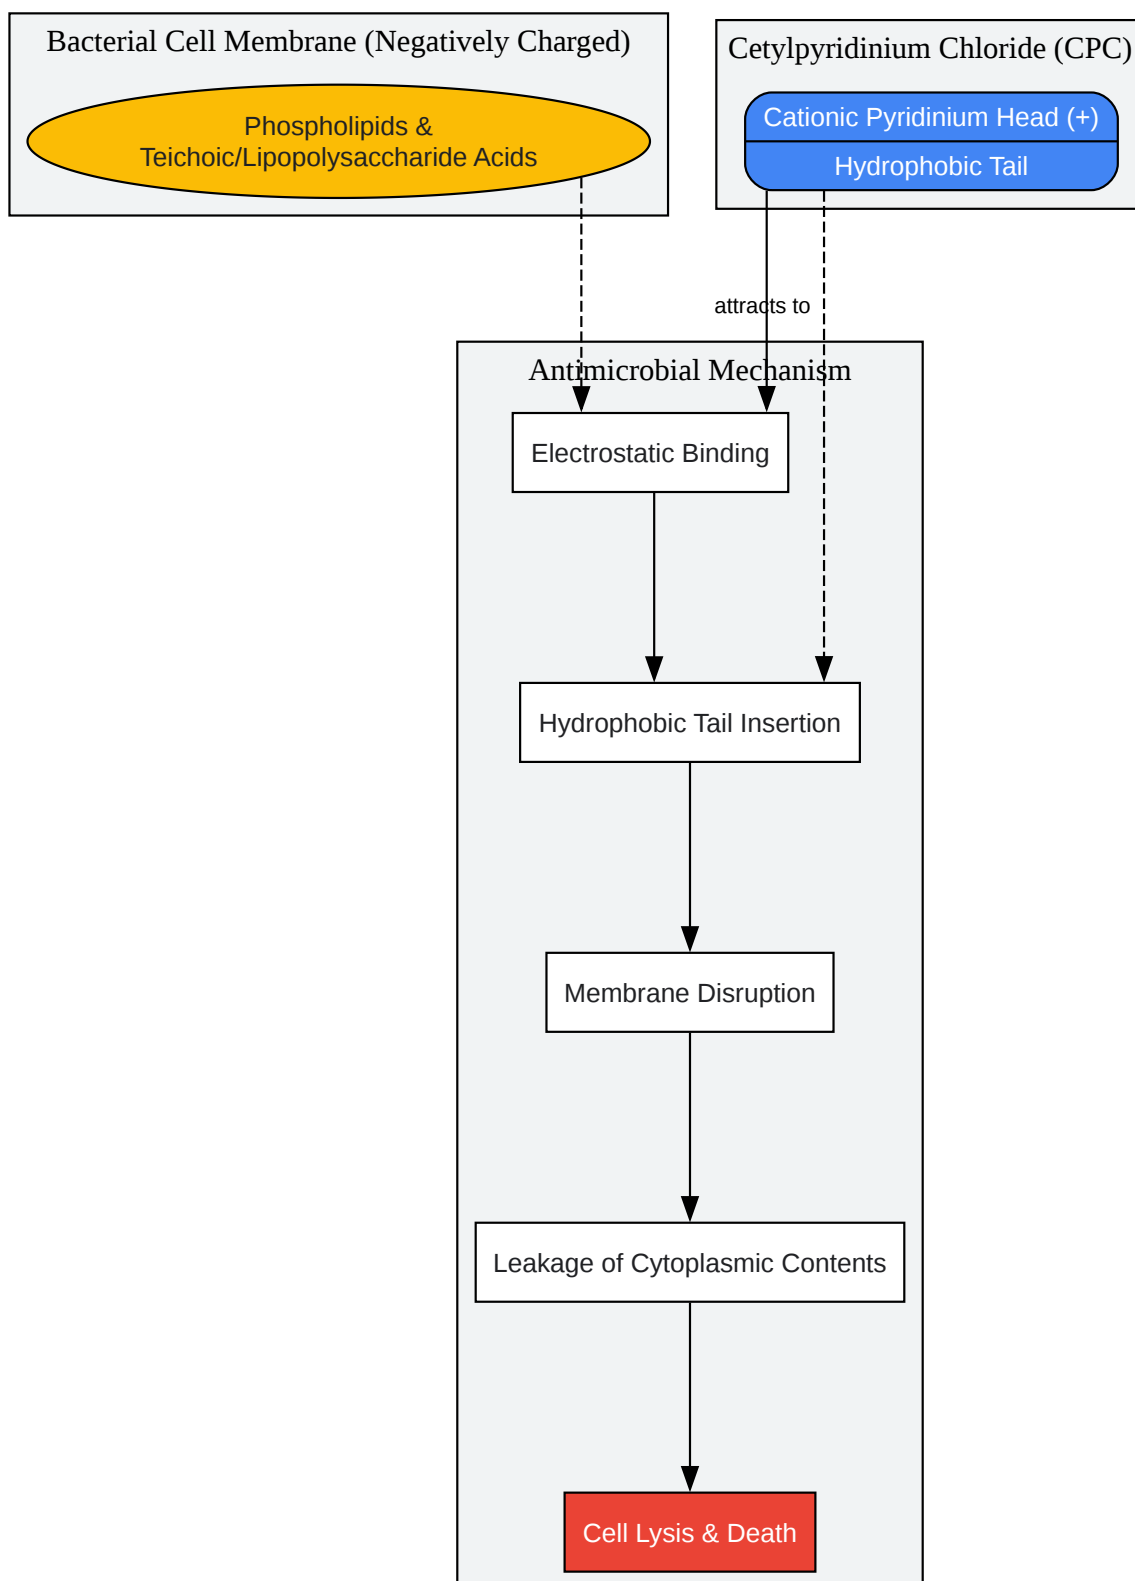 Bacterial Cell Membrane (Negatively Charged)
Phospholipids &
Teichoic/Lipopolysaccharide Acids
Cetylpyridinium Chloride (CPC)
Cationic Pyridinium Head (+)
Hydrophobic Tail
attracts to
Antimicrobial Mechanism
Electrostatic Binding
Hydrophobic Tail Insertion
Membrane Disruption
Leakage of Cytoplasmic Contents
Cell Lysis & Death